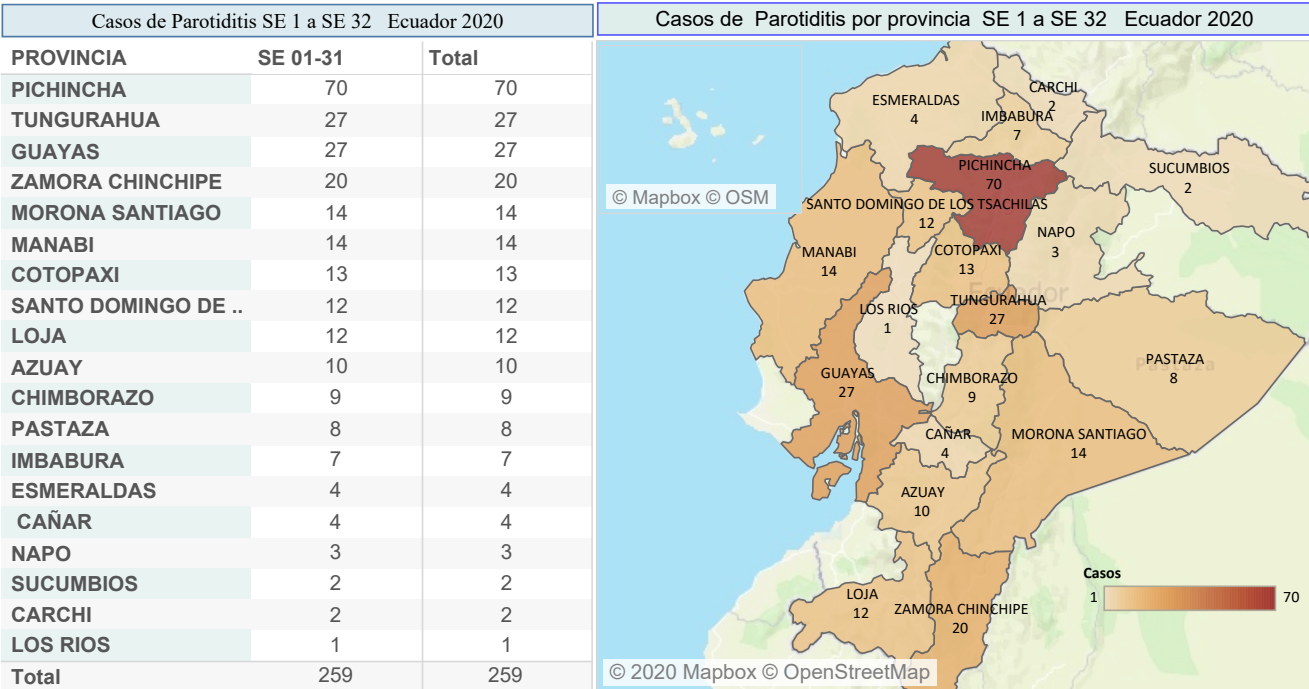 Casos de Parotiditis SE 1 a SE 32 Ecuador 2020
PROVINCIA SE 01-31 Total
PICHINCHA 70 70
TUNGURAHUA 27 27
GUAYAS 27 27
ZAMORA CHINCHIPE 20 20
MORONA SANTIAGO 14 14
MANABI 14 14
COTOPAXI 13 13
SANTO DOMINGO DE .. 12 12
LOJA 12 12
AZUAY 10 10
CHIMBORAZO 9 9
PASTAZA 8 8
IMBABURA 7 7
ESMERALDAS 4 4
CAÑAR 4 4
NAPO 3 3
SUCUMBIOS 2 2
CARCHI 2 2
LOS RIOS 1 1
Total 259 259
Casos de Parotiditis por provincia SE 1 a SE 32 Ecuador 2020
CARCHI
2
ESMERALDAS
4
IMBABURA
7
PICHINCHA
70
SUCUMBIOS
2
© Mapbox © OSM
SANTO DOMINGO DE LOS TSACHILAS
12
NAPO
3
MANABI
14
COTOPAXI
13
Ecuador
TUNGURAHUA
27
LOS RIOS
1
PASTAZA
Pastaza
8
GUAYAS
27
CHIMBORAZO
9
CAÑAR
4
MORONA SANTIAGO
14
AZUAY
10
Casos
1 70
LOJA
12
ZAMORA CHINCHIPE
20
© 2020 Mapbox © OpenStreetMap